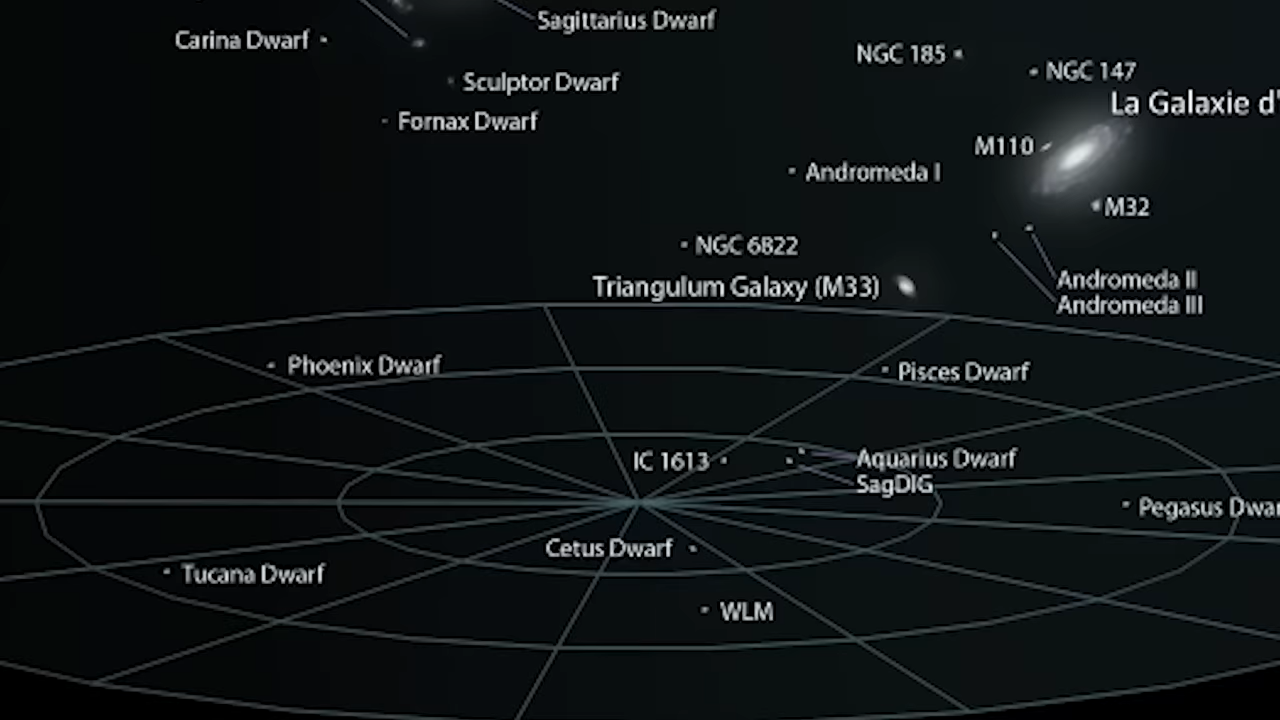 Sagittarius Dwarf
Carina Dwarf
NGC 185
NGC 147
Sculptor Dwarf
La Galaxie d'
Fornax Dwarf
M110
Andromeda I
M32
NGC 6822
Triangulum Galaxy (M33)
Andromeda II
Andromeda III
Phoenix Dwarf
Pisces Dwarf
IC 1613
Aquarius Dwarf
SagDIG
Pegasus Dwar
Cetus Dwarf
Tucana Dwarf
WLM